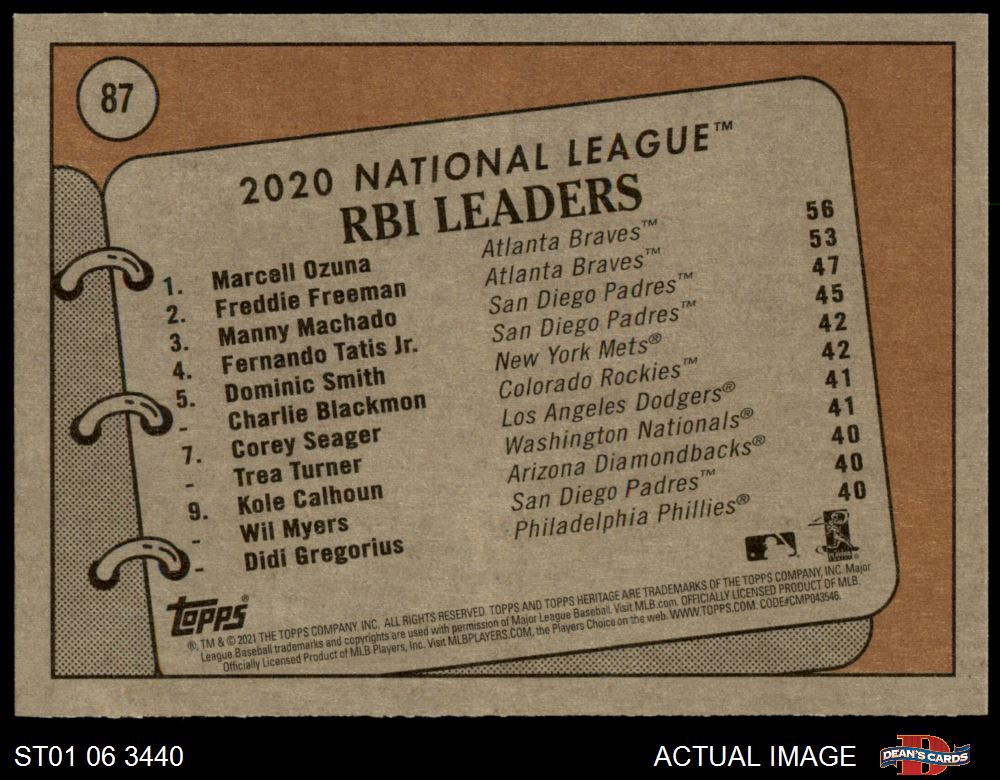 87
2020 NATIONAL LEAGUE™
RBI LEADERS
1. Marcell Ozuna Atlanta Braves™ 56
2. Freddie Freeman Atlanta Braves™ 53
3. Manny Machado San Diego Padres™ 47
4. Fernando Tatis Jr. San Diego Padres™ 45
5. Dominic Smith New York Mets® 42
- Charlie Blackmon Colorado Rockies™ 42
7. Corey Seager Los Angeles Dodgers® 41
- Trea Turner Washington Nationals® 41
9. Kole Calhoun Arizona Diamondbacks® 40
- Wil Myers San Diego Padres™ 40
- Didi Gregorius Philadelphia Phillies® 40
topps®
®, TM & © 2021 THE TOPPS COMPANY, INC. ALL RIGHTS RESERVED. TOPPS AND TOPPS HERITAGE ARE TRADEMARKS OF THE TOPPS COMPANY, INC. Major
League Baseball trademarks and copyrights are used with permission of Major League Baseball. Visit MLB.com. OFFICIALLY LICENSED PRODUCT OF MLB.
Officially Licensed Product of MLB Players, Inc. Visit MLBPLAYERS.COM, the Players Choice on the web. WWW.TOPPS.COM. CODE#CMP043546.
ST01 06 3440
ACTUAL IMAGE
DEAN'S CARDS